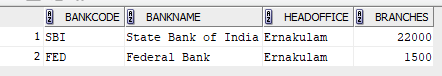 BANKCODE BANKNAME HEADOFFICE BRANCHES
1 SBI State Bank of India Ernakulam 22000
2 FED Federal Bank Ernakulam 1500